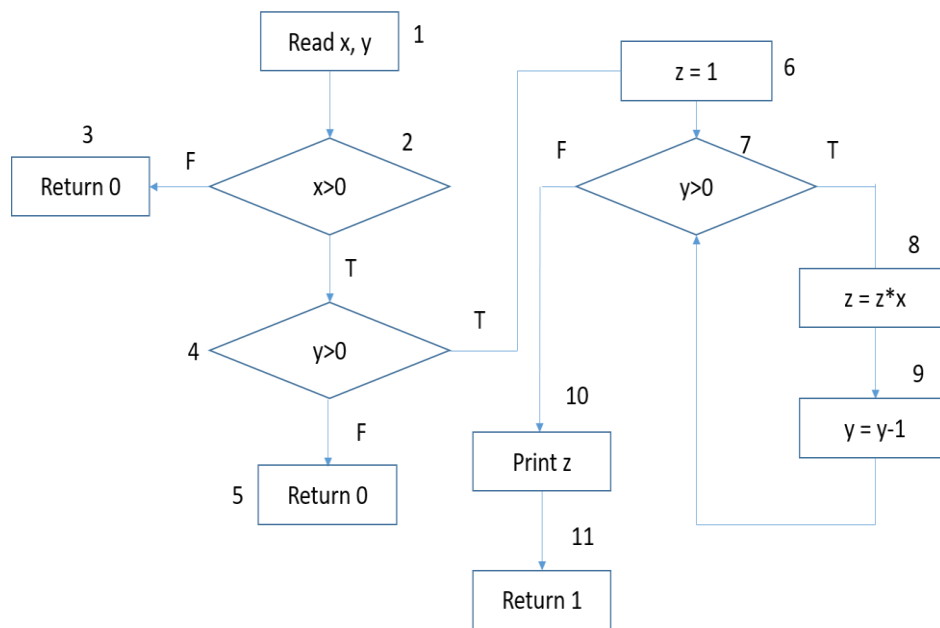 Read x, y
1
2
x>0
F
3
Return 0
T
4
y>0
T
F
5
Return 0
z = 1
6
7
y>0
F
T
8
z = z*x
9
y = y-1
10
Print z
11
Return 1